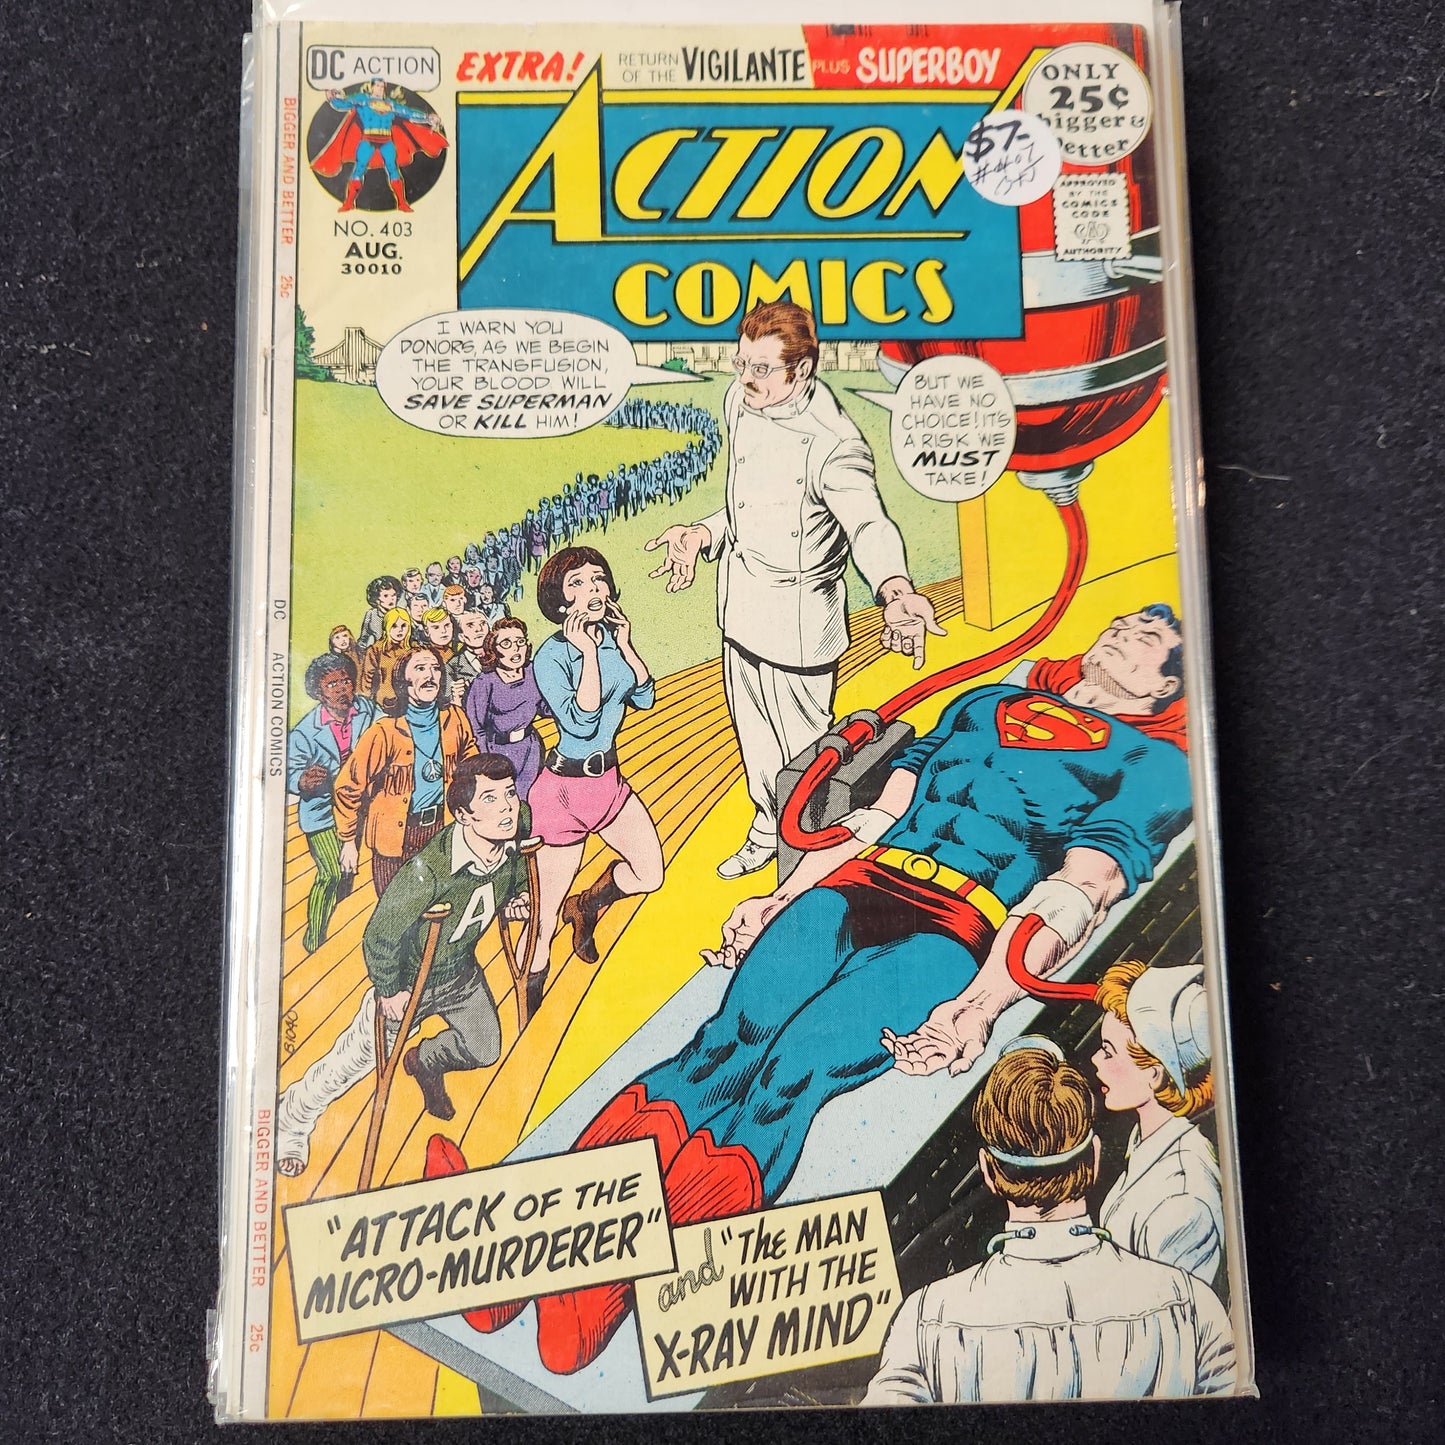 DC ACTION
EXTRA!
RETURN
OF THE
VIGILANTE
PLUS SUPERBOY
ONLY
25¢
bigger &
better
ACTION
COMICS
$7-
NO. 403
AUG.
30010
APPROVED
BY THE
COMICS
CODE
AUTHORITY
I WARN YOU
DONORS, AS WE BEGIN
THE TRANSFUSION,
YOUR BLOOD WILL
SAVE SUPERMAN
OR KILL HIM!
BUT WE
HAVE NO
CHOICE! IT'S
A RISK WE
MUST
TAKE!
BIGGER AND BETTER 25c
DC ACTION COMICS
BIGGER AND BETTER 25c
A
S
"ATTACK OF THE
MICRO-MURDERER"
and "THE MAN
WITH THE
X-RAY MIND"